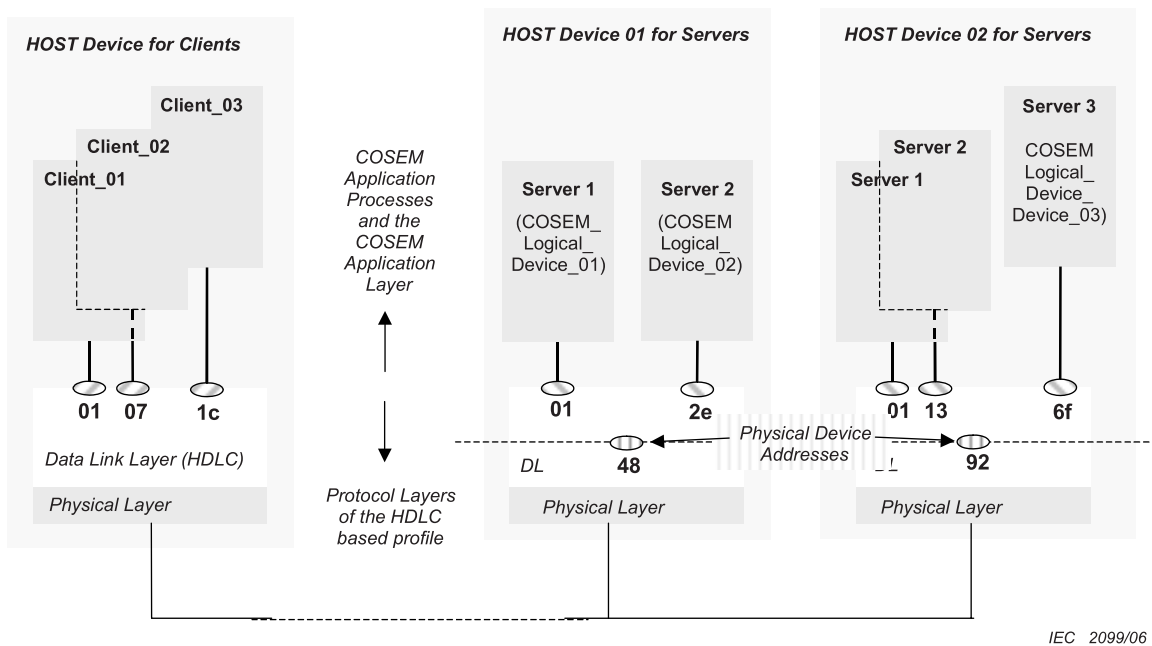 HOST Device for Clients
Client_03
Client_02
Client_01
01 07 1c
Data Link Layer (HDLC)
Physical Layer
COSEM
Application
Processes
and the
COSEM
Application
Layer
Protocol Layers
of the HDLC
based profile
HOST Device 01 for Servers
Server 1
(COSEM_
Logical_
Device_01)
Server 2
(COSEM
Logical_
Device_02)
01 2e
DL
48
Physical Layer
Physical Device
Addresses
HOST Device 02 for Servers
Server 3
COSEM
Logical_
Device_
Device_03)
Server 2
Server 1
01 13 6f
92
Physical Layer
IEC 2099/06